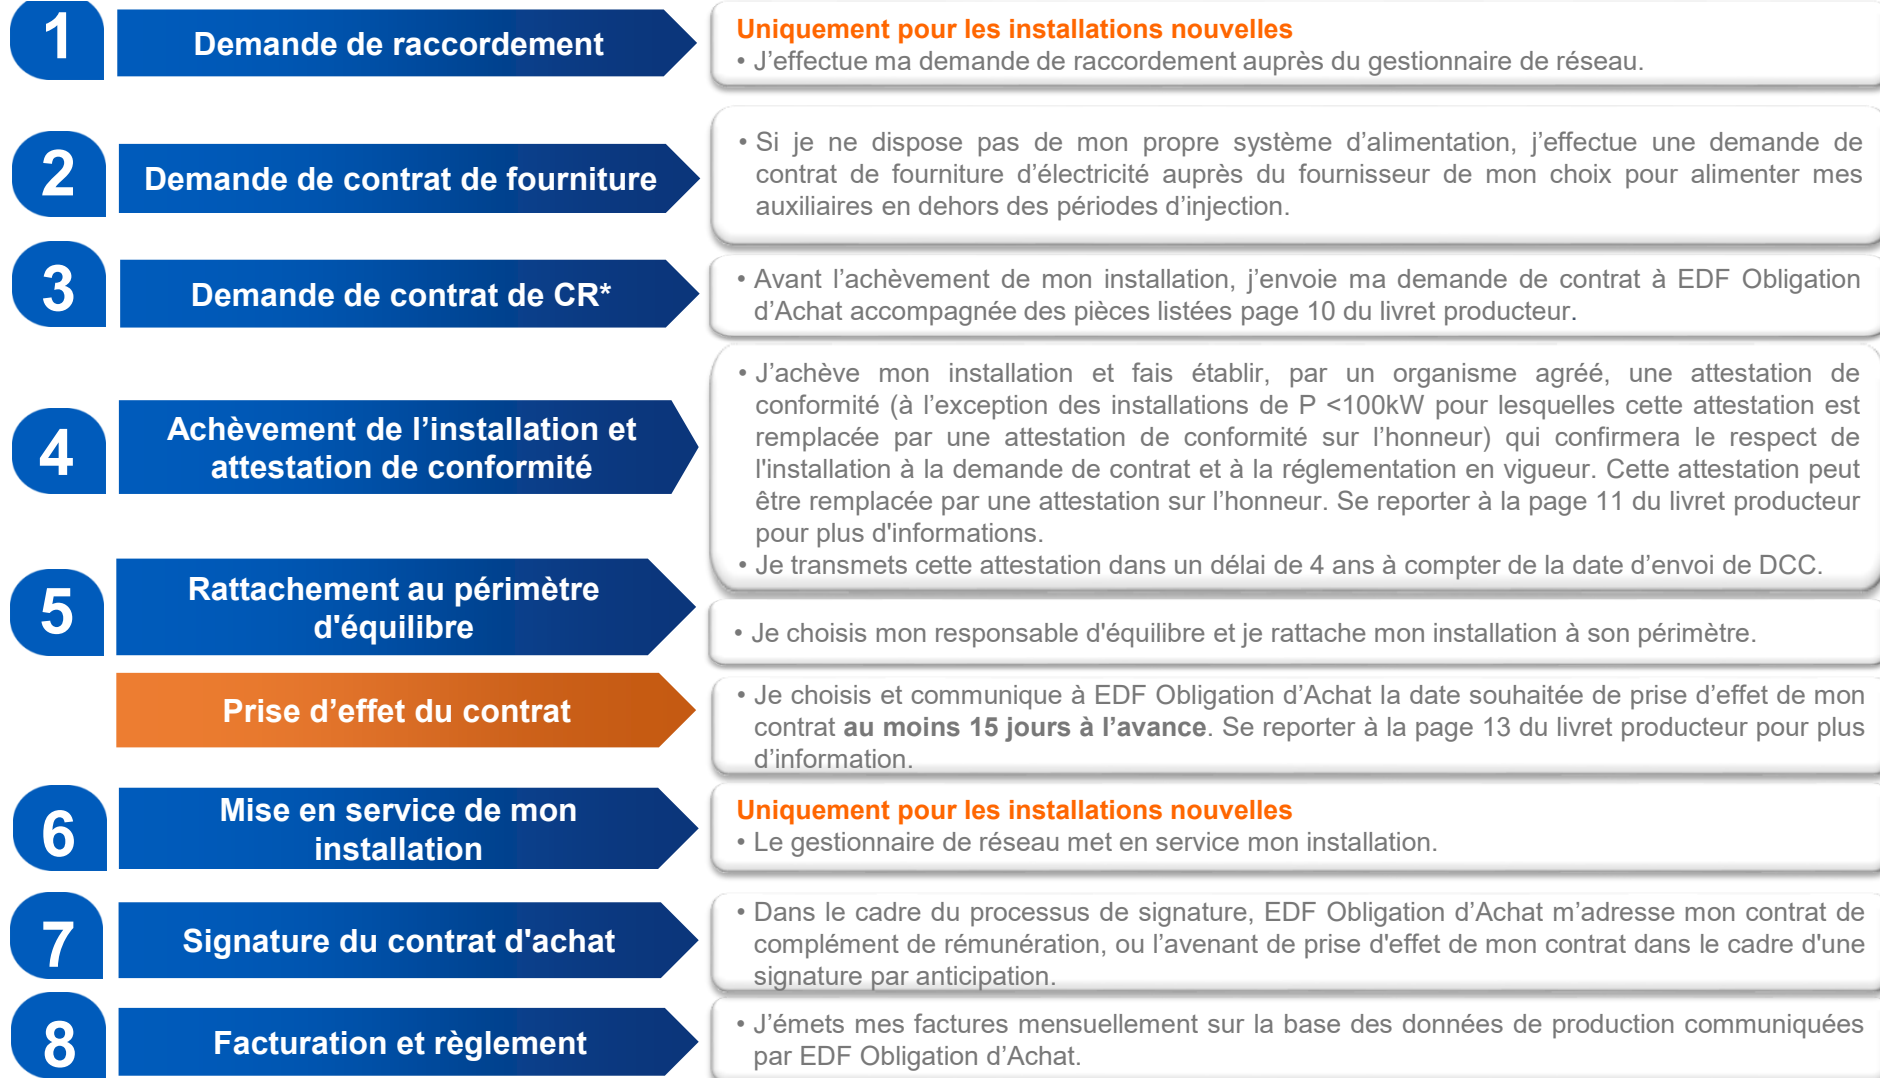 1
Demande de raccordement
Uniquement pour les installations nouvelles
• J’effectue ma demande de raccordement auprès du gestionnaire de réseau.
2
Demande de contrat de fourniture
• Si je ne dispose pas de mon propre système d’alimentation, j’effectue une demande de
contrat de fourniture d’électricité auprès du fournisseur de mon choix pour alimenter mes
auxiliaires en dehors des périodes d’injection.
3
Demande de contrat de CR*
• Avant l’achèvement de mon installation, j’envoie ma demande de contrat à EDF Obligation
d’Achat accompagnée des pièces listées page 10 du livret producteur.
4
Achèvement de l’installation et
attestation de conformité
• J’achève mon installation et fais établir, par un organisme agréé, une attestation de
conformité (à l’exception des installations de P <100kW pour lesquelles cette attestation est
remplacée par une attestation de conformité sur l’honneur) qui confirmera le respect de
l'installation à la demande de contrat et à la réglementation en vigueur. Cette attestation peut
être remplacée par une attestation sur l’honneur. Se reporter à la page 11 du livret producteur
pour plus d'informations.
• Je transmets cette attestation dans un délai de 4 ans à compter de la date d’envoi de DCC.
5
Rattachement au périmètre
d'équilibre
• Je choisis mon responsable d'équilibre et je rattache mon installation à son périmètre.
Prise d’effet du contrat
• Je choisis et communique à EDF Obligation d’Achat la date souhaitée de prise d’effet de mon
contrat au moins 15 jours à l’avance. Se reporter à la page 13 du livret producteur pour plus
d’information.
6
Mise en service de mon
installation
Uniquement pour les installations nouvelles
• Le gestionnaire de réseau met en service mon installation.
7
Signature du contrat d'achat
• Dans le cadre du processus de signature, EDF Obligation d’Achat m’adresse mon contrat de
complément de rémunération, ou l’avenant de prise d'effet de mon contrat dans le cadre d'une
signature par anticipation.
8
Facturation et règlement
• J’émets mes factures mensuellement sur la base des données de production communiquées
par EDF Obligation d’Achat.